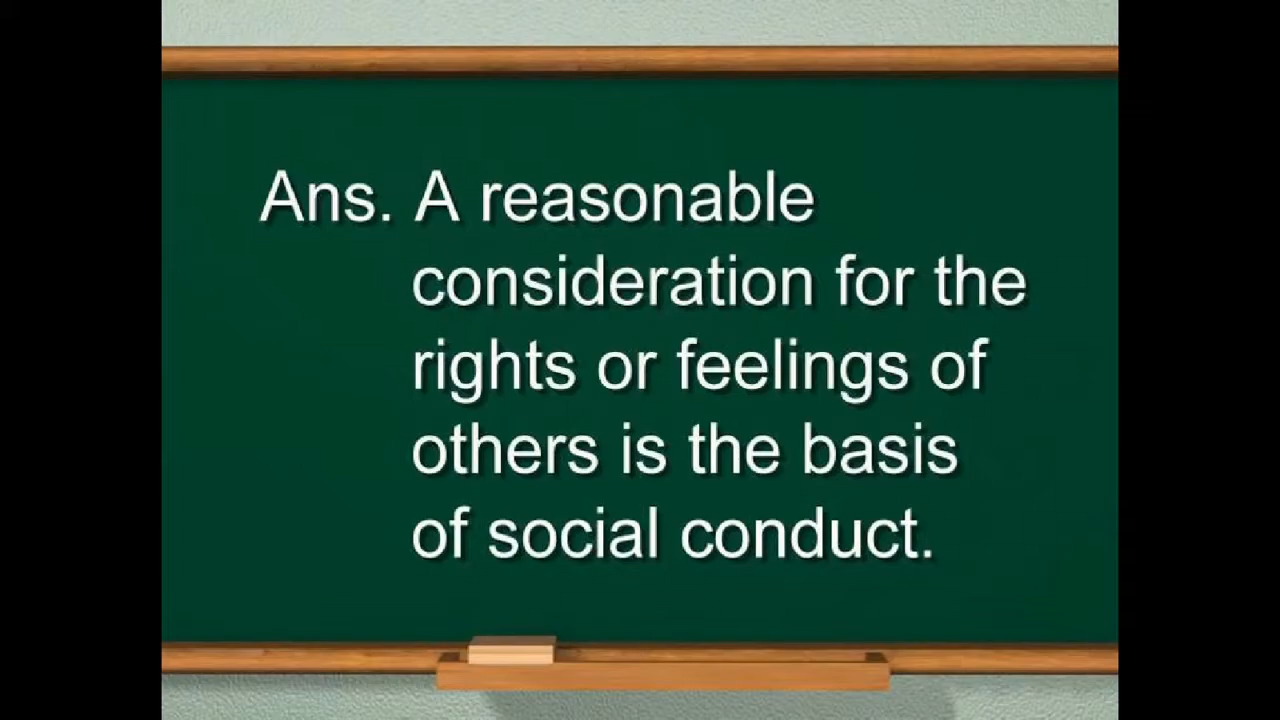 Ans. A reasonable
consideration for the
rights or feelings of
others is the basis
of social conduct.